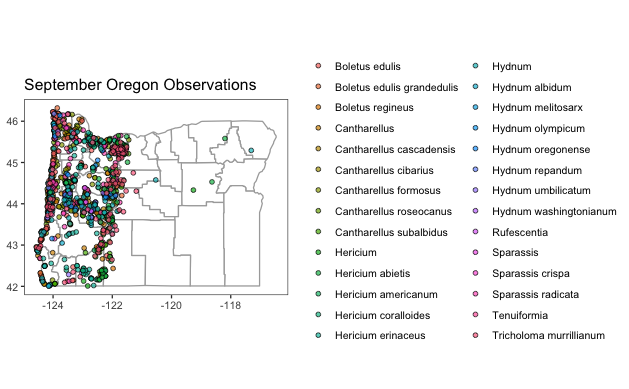 September Oregon Observations
46
45
44
43
42
-124
-122
-120
-118
Boletus edulis
Boletus edulis grandedulis
Boletus regineus
Cantharellus
Cantharellus cascadensis
Cantharellus cibarius
Cantharellus formosus
Cantharellus roseocanus
Cantharellus subalbidus
Hericium
Hericium abietis
Hericium americanum
Hericium coralloides
Hericium erinaceus
Hydnum
Hydnum albidum
Hydnum melitosarx
Hydnum olympicum
Hydnum oregonense
Hydnum repandum
Hydnum umbilicatum
Hydnum washingtonianum
Rufescentia
Sparassis
Sparassis crispa
Sparassis radicata
Tenuiformia
Tricholoma murrillianum